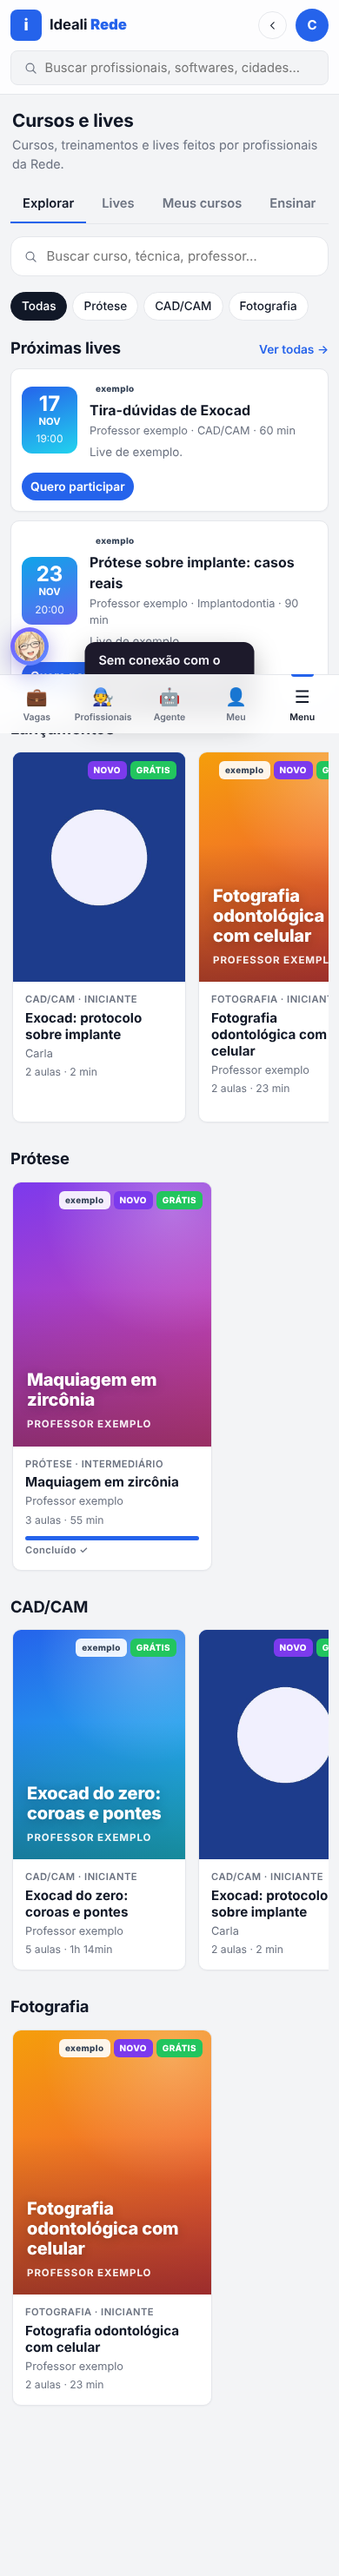 i Ideali Rede C
Buscar profissionais, softwares, cidades...
Cursos e lives
Cursos, treinamentos e lives feitos por profissionais
da Rede.
Explorar Lives Meus cursos Ensinar
Buscar curso, técnica, professor...
Todas Prótese CAD/CAM Fotografia
Próximas lives Ver todas →
17
NOV
19:00
exemplo
Tira-dúvidas de Exocad
Professor exemplo · CAD/CAM · 60 min
Live de exemplo.
Quero participar
23
NOV
20:00
exemplo
Prótese sobre implante: casos
reais
Professor exemplo · Implantodontia · 90
min
Live de exemplo.
Sem conexão com o
Vagas Profissionais Agente Meu Menu
Lançamentos
NOVO GRÁTIS
CAD/CAM · INICIANTE
Exocad: protocolo
sobre implante
Carla
2 aulas · 2 min
exemplo NOVO
Fotografia
odontológica
com celular
PROFESSOR EXEMPL
FOTOGRAFIA · INICIANT
Fotografia
odontológica com
celular
Professor exemplo
2 aulas · 23 min
Prótese
exemplo NOVO GRÁTIS
Maquiagem em
zircônia
PROFESSOR EXEMPLO
PRÓTESE · INTERMEDIÁRIO
Maquiagem em zircônia
Professor exemplo
3 aulas · 55 min
Concluído ✓
CAD/CAM
exemplo GRÁTIS
Exocad do zero:
coroas e pontes
PROFESSOR EXEMPLO
CAD/CAM · INICIANTE
Exocad do zero:
coroas e pontes
Professor exemplo
5 aulas · 1h 14min
NOVO
CAD/CAM · INICIANTE
Exocad: protocolo
sobre implante
Carla
2 aulas · 2 min
Fotografia
exemplo NOVO GRÁTIS
Fotografia
odontológica com
celular
PROFESSOR EXEMPLO
FOTOGRAFIA · INICIANTE
Fotografia odontológica
com celular
Professor exemplo
2 aulas · 23 min